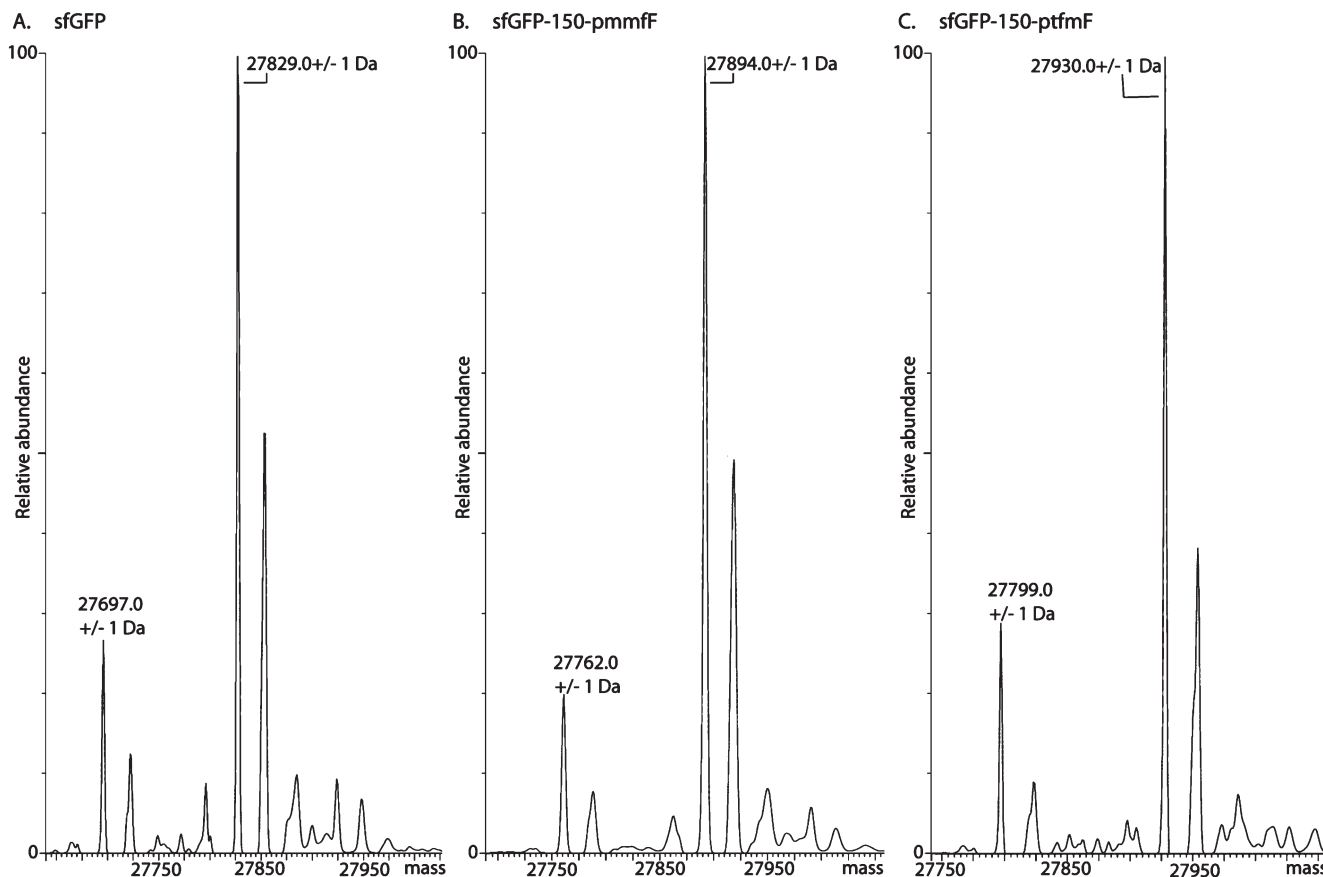 A. sfGFP
100
27829.0+/- 1 Da
Relative abundance
27697.0
+/- 1 Da
0
27750 27850 27950 mass
B. sfGFP-150-pmmfF
100
27894.0+/- 1 Da
Relative abundance
27762.0
+/- 1 Da
0
27750 27850 27950 mass
C. sfGFP-150-ptfmF
100
27930.0+/- 1 Da
Relative abundance
27799.0
+/- 1 Da
0
27750 27850 27950 mass